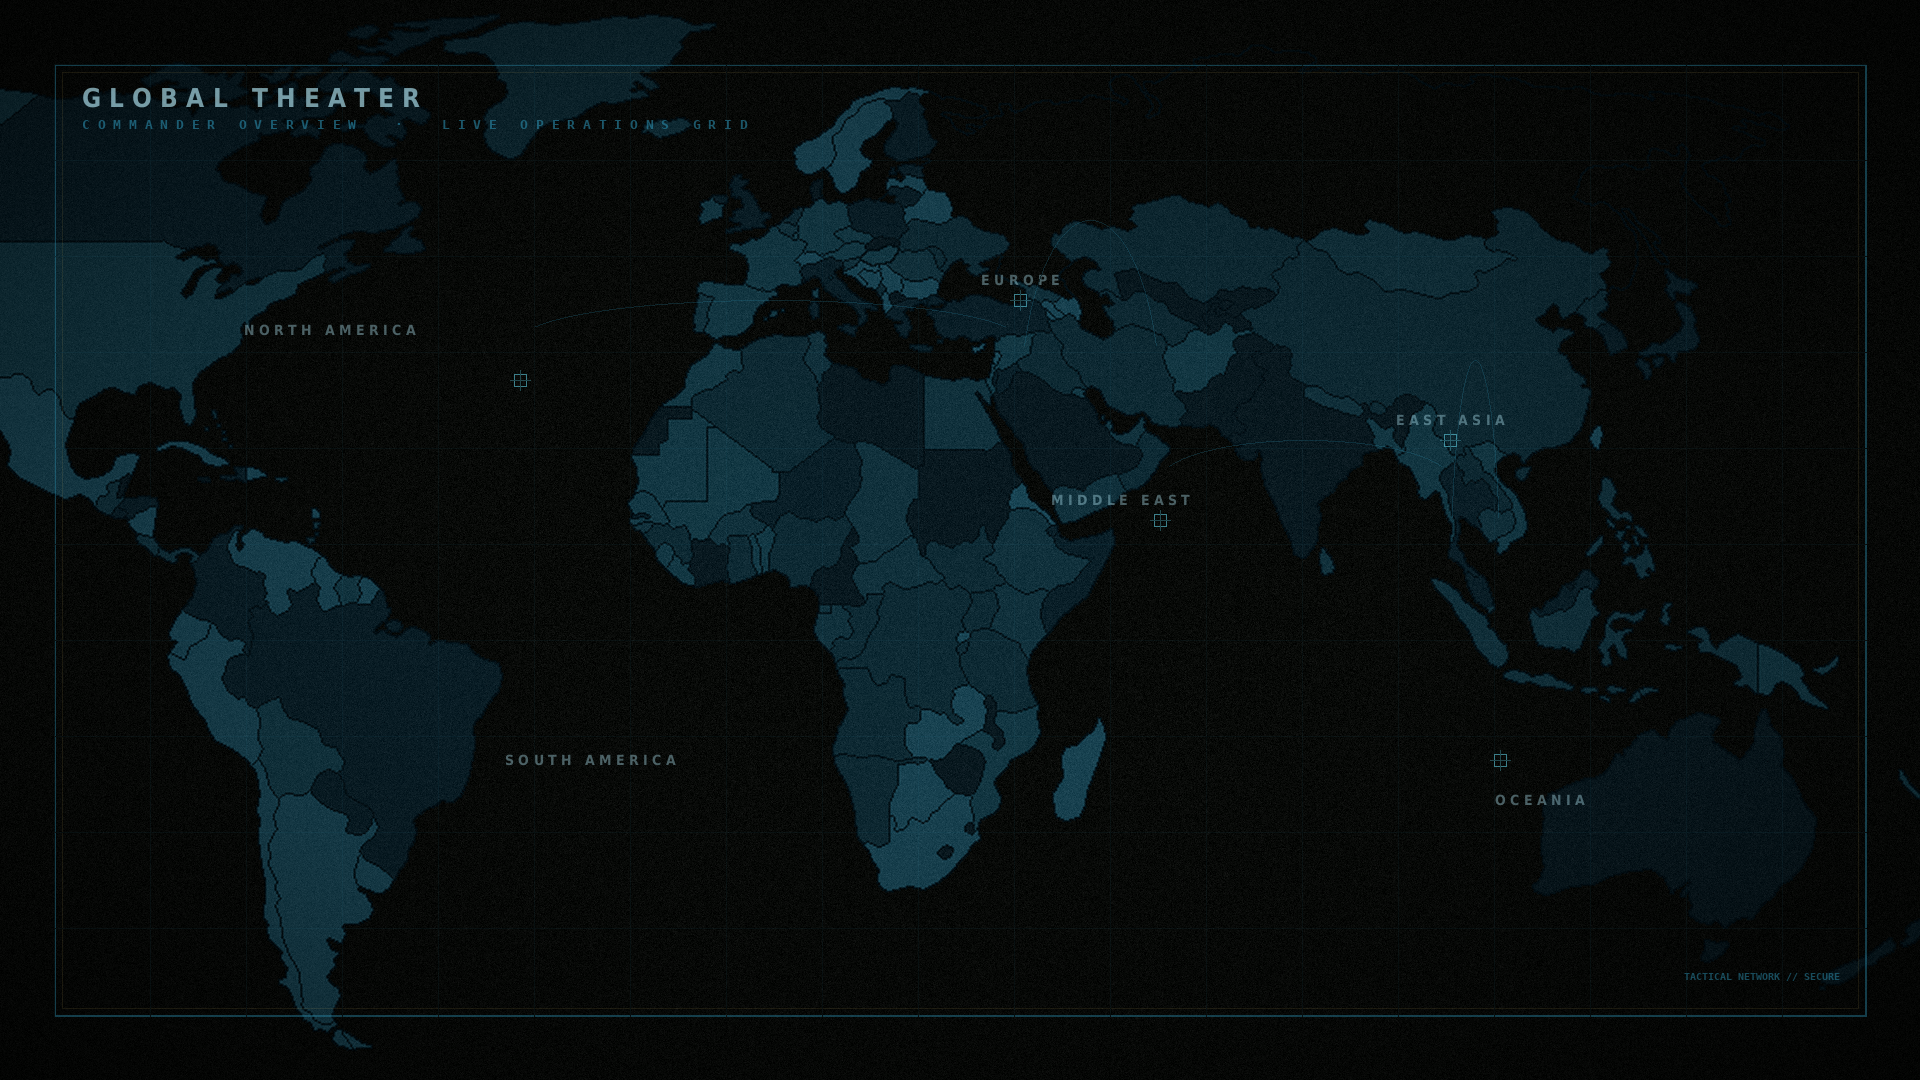 GLOBAL THEATER
COMMANDER OVERVIEW · LIVE OPERATIONS GRID
EUROPE
NORTH AMERICA
EAST ASIA
MIDDLE EAST
SOUTH AMERICA
OCEANIA
TACTICAL NETWORK // SECURE